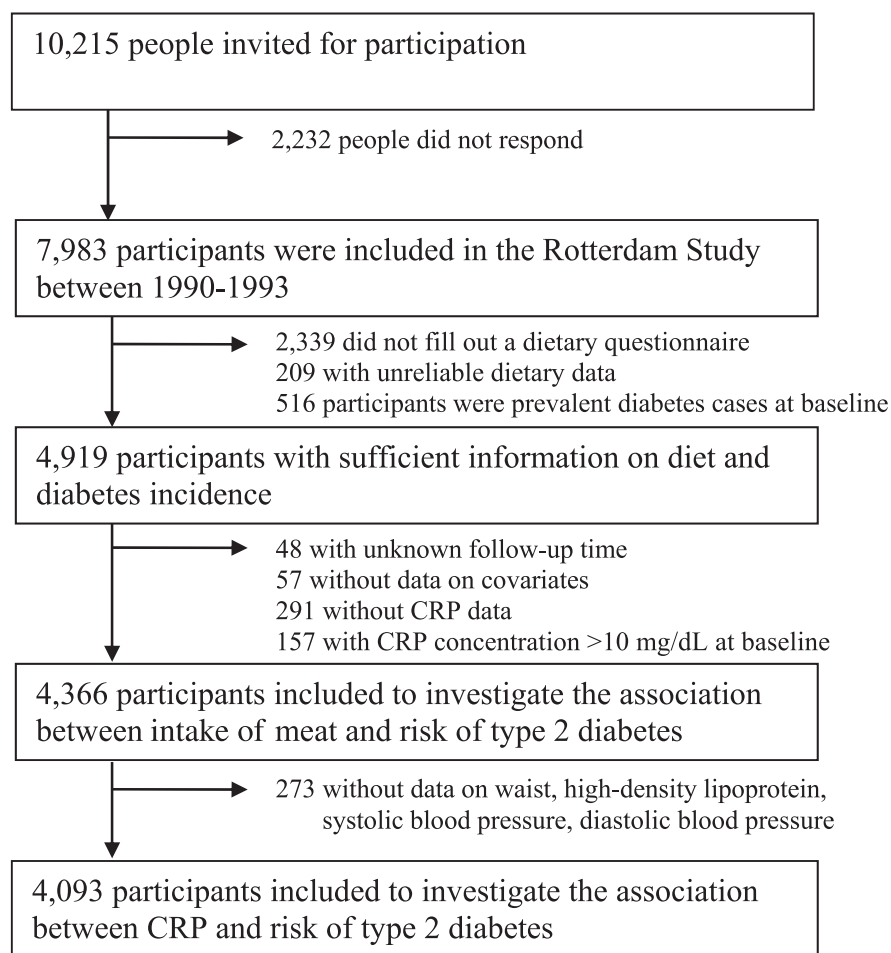 10,215 people invited for participation
2,232 people did not respond
7,983 participants were included in the Rotterdam Study
between 1990-1993
2,339 did not fill out a dietary questionnaire
209 with unreliable dietary data
516 participants were prevalent diabetes cases at baseline
4,919 participants with sufficient information on diet and
diabetes incidence
48 with unknown follow-up time
57 without data on covariates
291 without CRP data
157 with CRP concentration >10 mg/dL at baseline
4,366 participants included to investigate the association
between intake of meat and risk of type 2 diabetes
273 without data on waist, high-density lipoprotein,
systolic blood pressure, diastolic blood pressure
4,093 participants included to investigate the association
between CRP and risk of type 2 diabetes